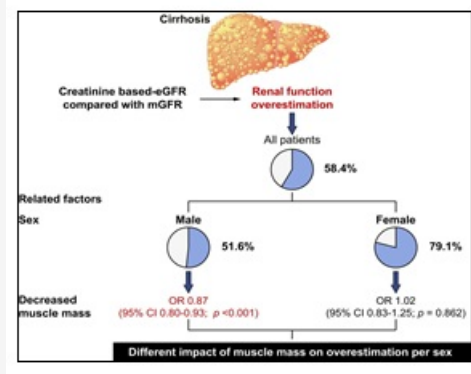 Cirrhosis
Creatinine based-eGFR
compared with mGFR
Renal function
overestimation
All patients
58.4%
Related factors
Sex
Male
Female
51.6%
79.1%
Decreased
muscle mass
OR 0.87
(95% CI 0.80-0.93; p <0.001)
OR 1.02
(95% CI 0.83-1.25; p = 0.862)
Different impact of muscle mass on overestimation per sex